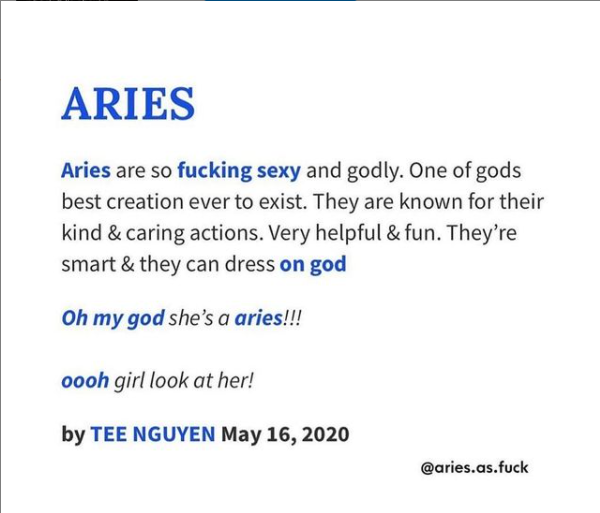 ARIES
Aries are so fucking sexy and godly. One of gods
best creation ever to exist. They are known for their
kind & caring actions. Very helpful & fun. They’re
smart & they can dress on god
Oh my god she’s a aries!!!
oooh girl look at her!
by TEE NGUYEN May 16, 2020
@aries.as.fuck